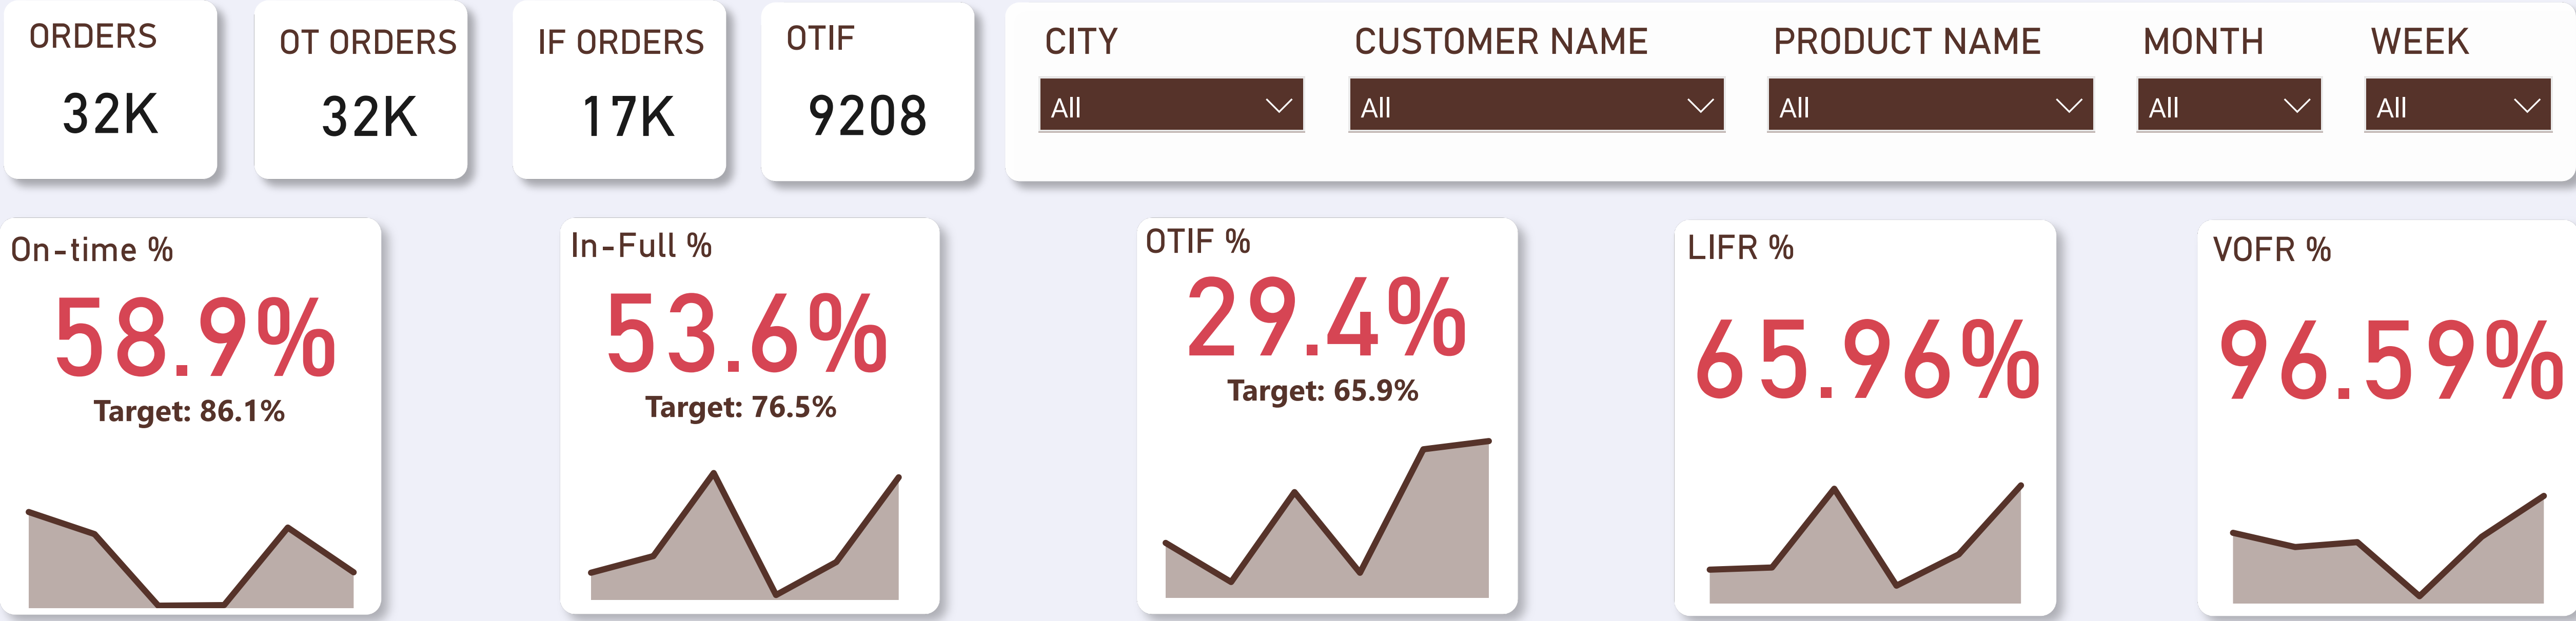 ORDERS
32K
OT ORDERS
32K
IF ORDERS
17K
OTIF
9208
CITY
All
CUSTOMER NAME
All
PRODUCT NAME
All
MONTH
All
WEEK
All
On-time %
58.9%
Target: 86.1%
In-Full %
53.6%
Target: 76.5%
OTIF %
29.4%
Target: 65.9%
LIFR %
65.96%
VOFR %
96.59%